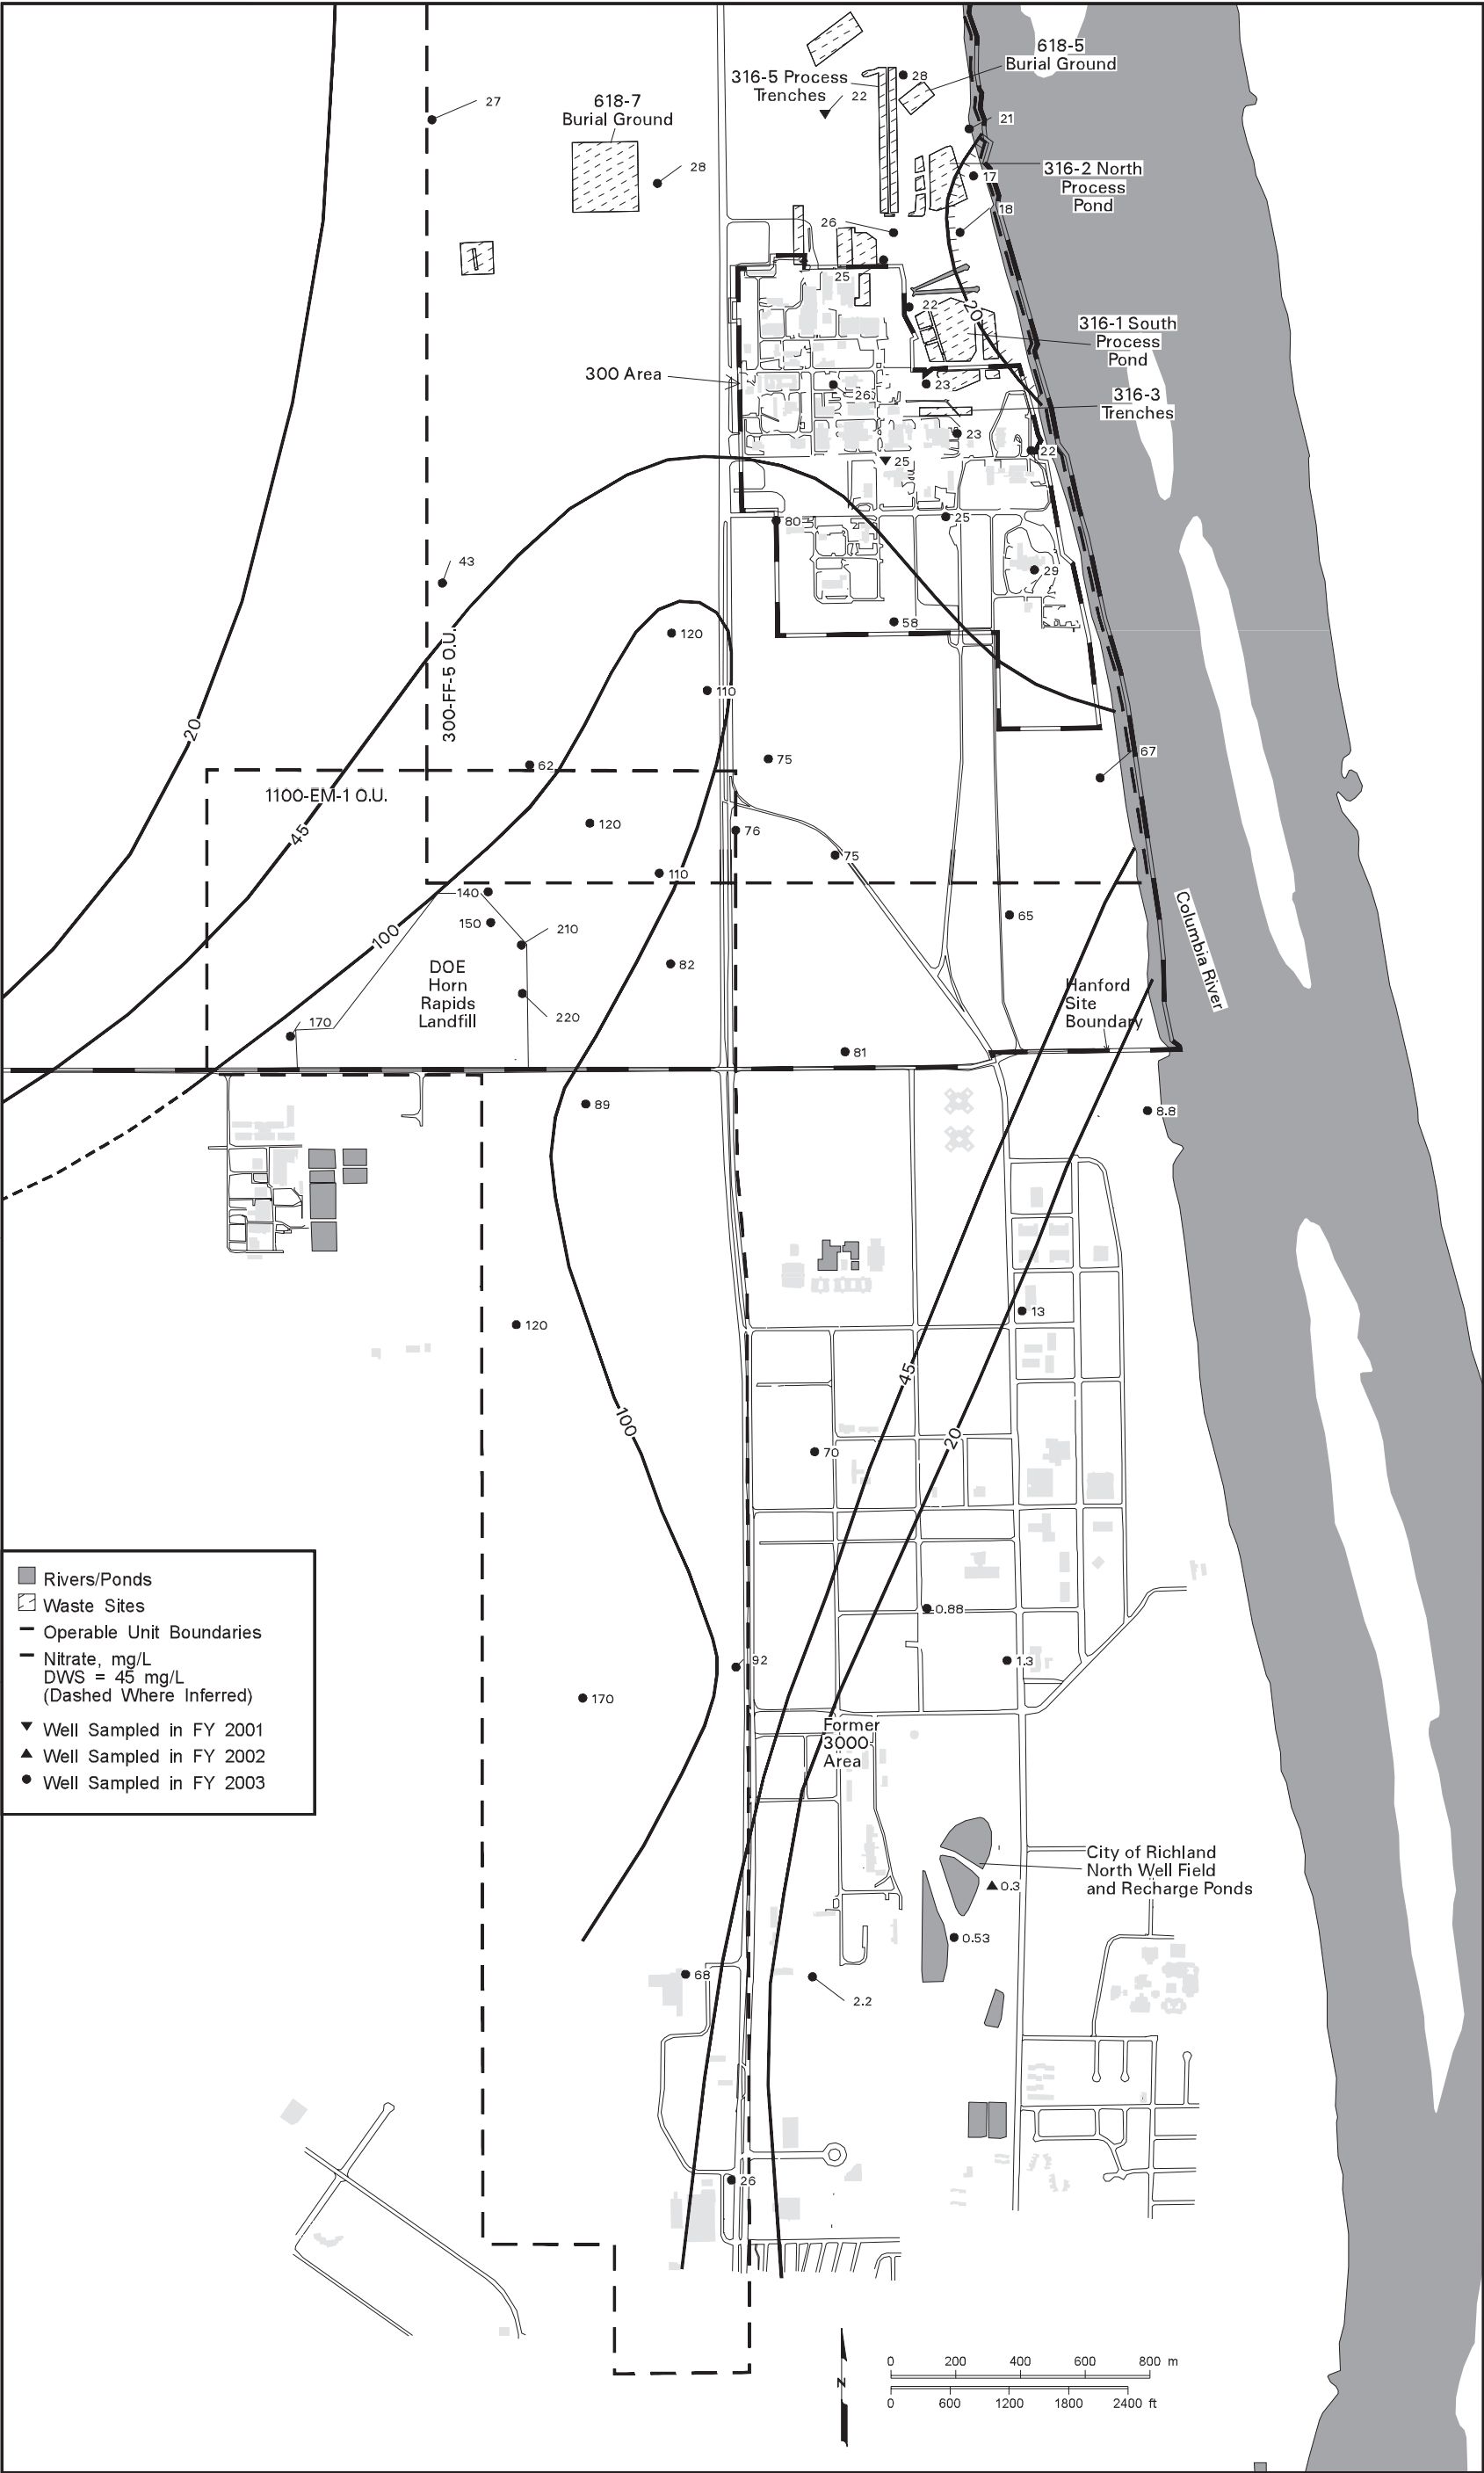 618-5
Burial Ground
316-5 Process
Trenches
28
22
27
618-7
Burial Ground
21
28
316-2 North
Process
Pond
17
18
26
25
22
20
316-1 South
Process
Pond
300 Area
23
26
316-3
Trenches
23
22
25
80
25
43
29
58
120
300-FF-5 O.U.
110
20
67
75
62
1100-EM-1 O.U.
45
120
76
75
110
140
65
150
210
100
82
Columbia River
DOE
Horn
Rapids
Landfill
Hanford
Site
Boundary
220
170
81
89
8.8
13
120
45
100
20
70
0.88
1.3
92
170
Former
3000
Area
Rivers/Ponds
Waste Sites
Operable Unit Boundaries
Nitrate, mg/L
DWS = 45 mg/L
(Dashed Where Inferred)
Well Sampled in FY 2001
Well Sampled in FY 2002
Well Sampled in FY 2003
City of Richland
North Well Field
and Recharge Ponds
0.3
0.53
68
2.2
26
N
0 200 400 600 800 m
0 600 1200 1800 2400 ft